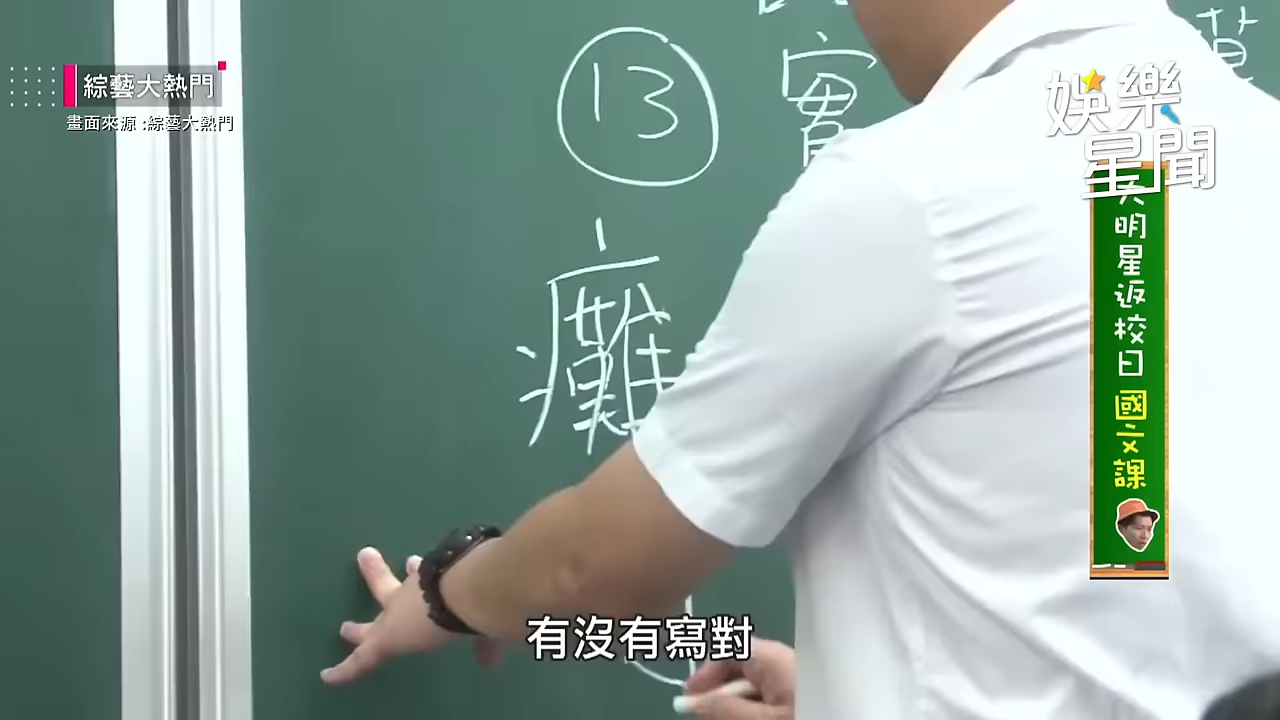 綜藝大熱門
畫面來源 :綜藝大熱門
娛樂
星聞
大明星返校日 國文課
13
癱
有沒有寫對